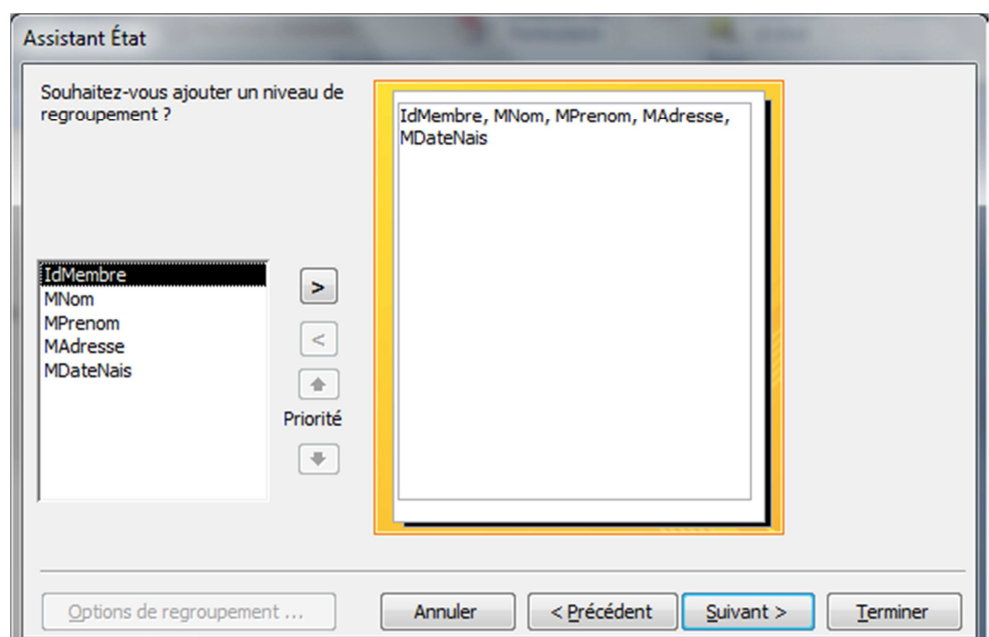 Assistant État
Souhaitez-vous ajouter un niveau de
regroupement ?
IdMembre, MNom, MPrenom, MAdresse,
MDateNais
IdMembre
MNom
MPrenom
MAdresse
MDateNais
>
<
Priorité
Options de regroupement ...
Annuler
< Précédent
Suivant >
Terminer